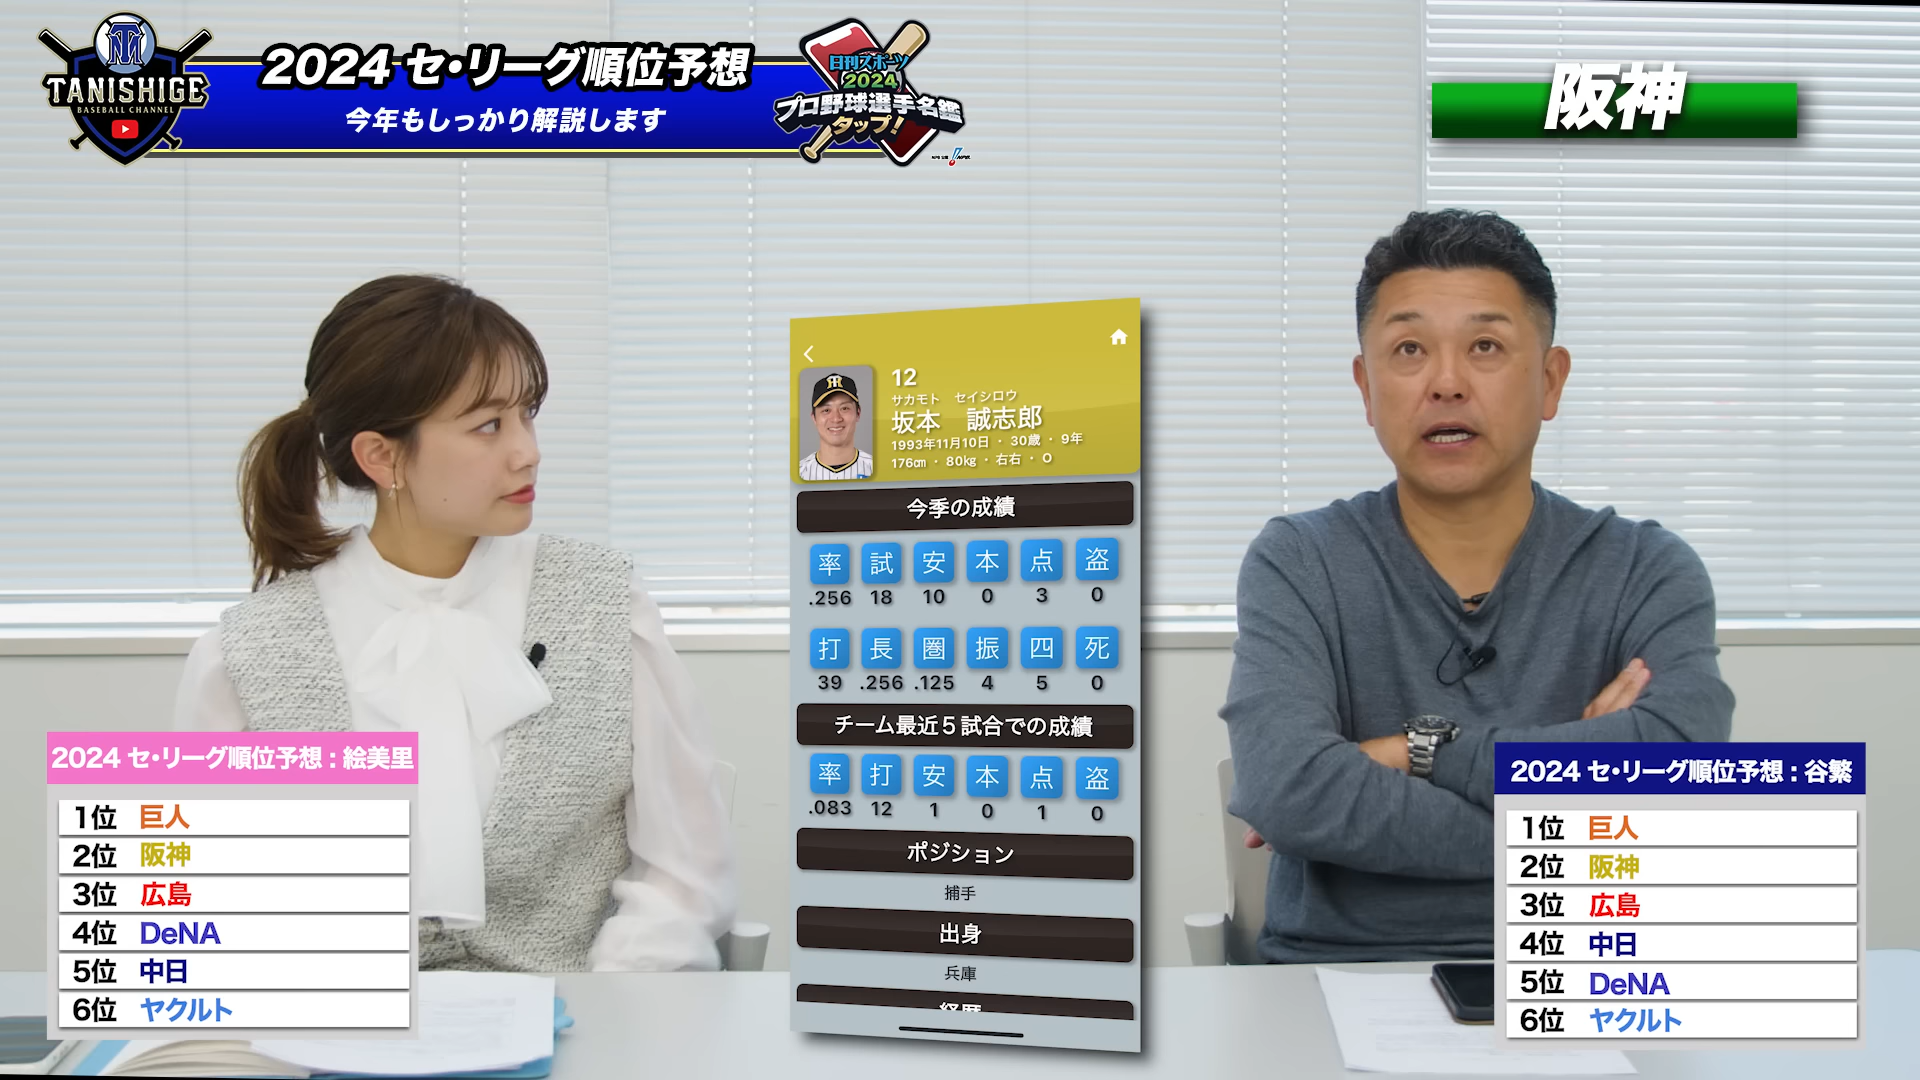 TANISHIGE
BASEBALL CHANNEL
2024 セ・リーグ順位予想
今年もしっかり解説します
日刊スポーツ
2024
プロ野球選手名鑑
タップ!
阪神
12
サカモト セイシロウ
坂本 誠志郎
1993年11月10日 ・ 30歳 ・ 9年
176cm ・ 80kg ・ 右右 ・ O
今季の成績
率 試 安 本 点 盗
.256 18 10 0 3 0
打 長 圏 振 四 死
39 .256 .125 4 5 0
チーム最近5試合での成績
率 打 安 本 点 盗
.083 12 1 0 1 0
ポジション
捕手
出身
兵庫
2024 セ・リーグ順位予想 : 絵美里
1位 巨人
2位 阪神
3位 広島
4位 DeNA
5位 中日
6位 ヤクルト
2024 セ・リーグ順位予想 : 谷繁
1位 巨人
2位 阪神
3位 広島
4位 中日
5位 DeNA
6位 ヤクルト